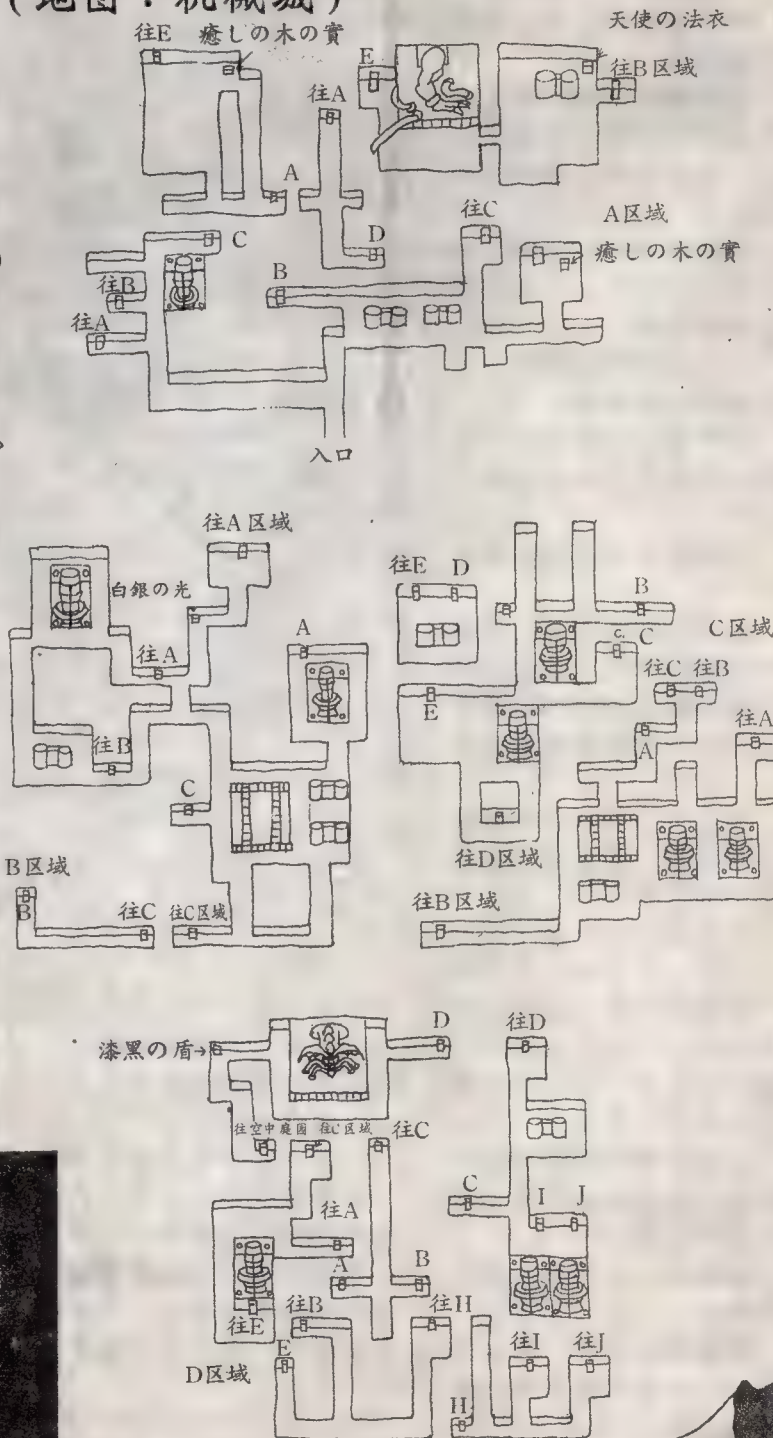 (地图:机械城)
天使の法衣
往E 癒しの木の實
E
往B区域
往A
A
往C
A区域
C
D
癒しの木の實
往B
B
往A
入口
往A区域
往E D
白銀の光
B
A
C. C
C区域
往A
往C 往B
E
往A
往B
A
C
往D区域
B区域
往B区域
B
往C
往C区域
D
往D
漆黒の盾→
往空中庭园
往C区域
往C
C
I
J
往A
A
B
往E
往B
往H
往I
往J
D区域
E
H